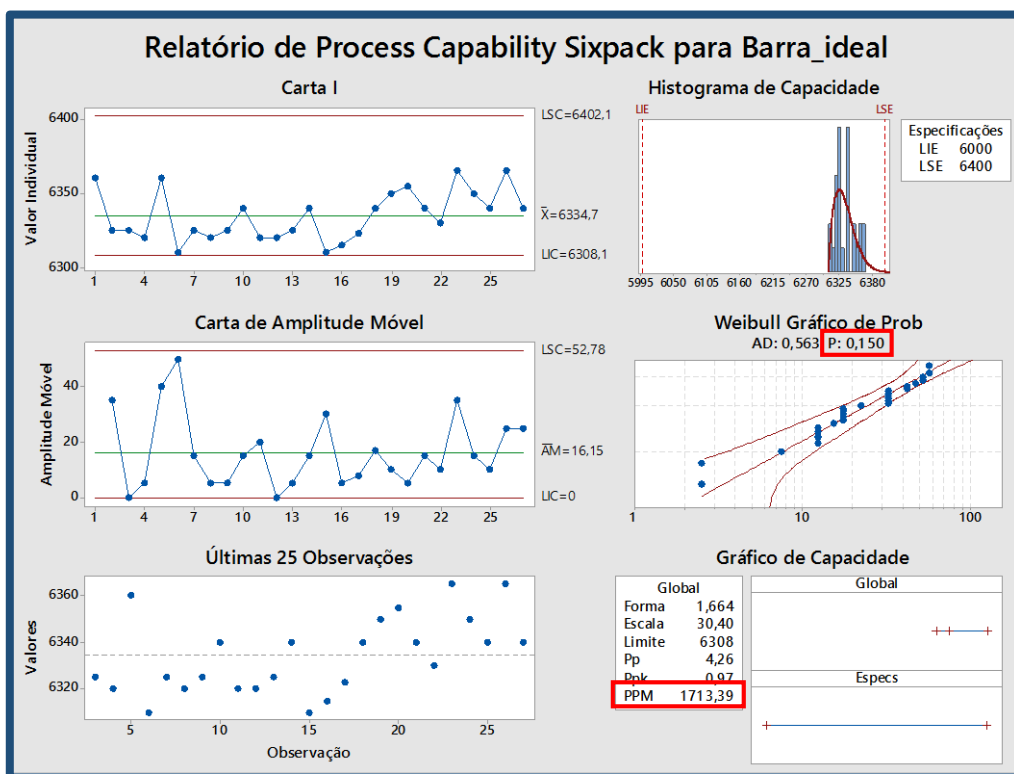 Relatório de Process Capability Sixpack para Barra_ideal
Carta I
Valor Individual
6400
6350
6300
1 4 7 10 13 16 19 22 25
LSC=6402,1
X̄=6334,7
LIC=6308,1
Histograma de Capacidade
LIE LSE
5995 6050 6105 6160 6215 6270 6325 6380
Especificações
LIE 6000
LSE 6400
Carta de Amplitude Móvel
Amplitude Móvel
40
20
0
1 4 7 10 13 16 19 22 25
LSC=52,78
A̅M̅=16,15
LIC=0
Weibull Gráfico de Prob
AD: 0,563 P: 0,150
1 10 100
Últimas 25 Observações
Valores
6360
6340
6320
5 10 15 20 25
Observação
Gráfico de Capacidade
Global
Forma 1,664
Escala 30,40
Limite 6308
Pp 4,26
Ppk 0,97
PPM 1713,39
Global
Especs